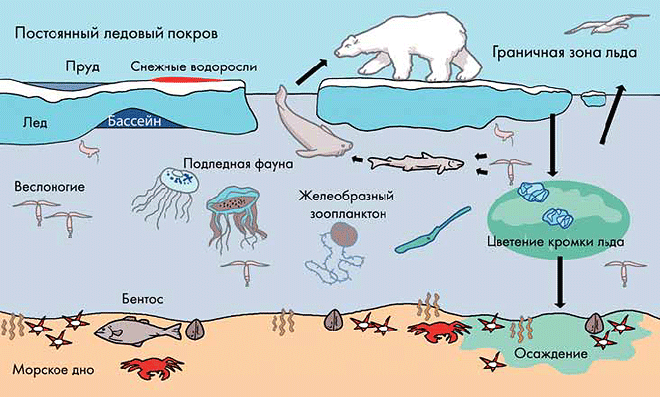 Постоянный ледовый покров
Граничная зона льда
Пруд
Снежные водоросли
Лед
Бассейн
Подледная фауна
Веслоногие
Желеобразный
зоопланктон
Цветение кромки льда
Бентос
Осаждение
Морское дно